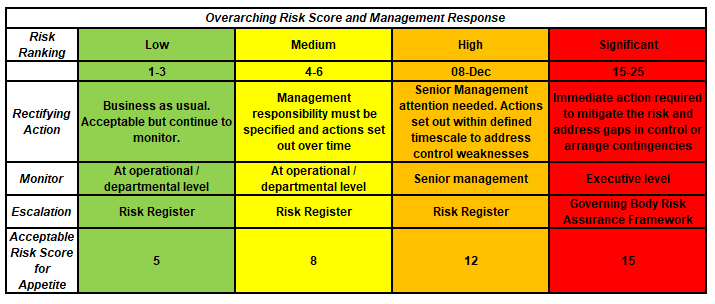 Overarching Risk Score and Management Response
Risk Ranking Low Medium High Significant
1-3 4-6 08-Dec 15-25
Rectifying Action
Business as usual. Acceptable but continue to monitor.
Management responsibility must be specified and actions set out over time
Senior Management attention needed. Actions set out within defined timescale to address control weaknesses
Immediate action required to mitigate the risk and address gaps in control or arrange contingencies
Monitor
At operational / departmental level
At operational / departmental level
Senior management
Executive level
Escalation
Risk Register
Risk Register
Risk Register
Governing Body Risk Assurance Framework
Acceptable Risk Score for Appetite
5 8 12 15